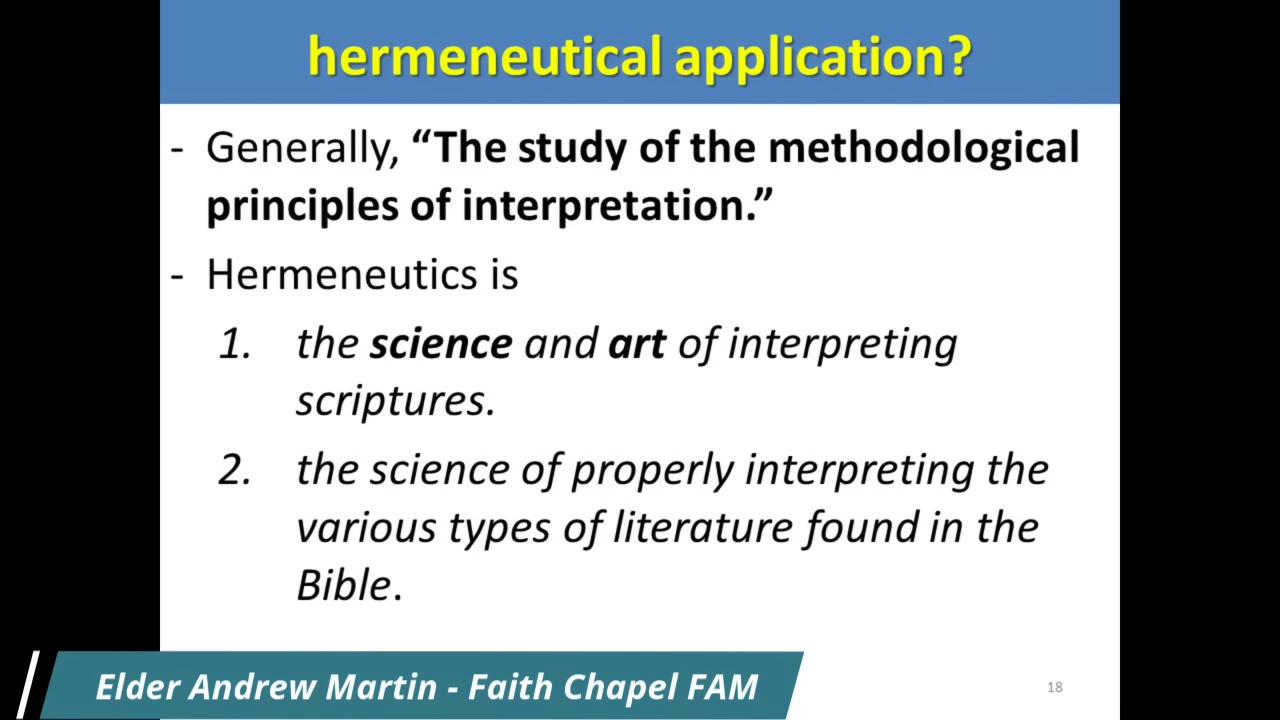 hermeneutical application?
- Generally, “The study of the methodological
principles of interpretation.”
- Hermeneutics is
1. the science and art of interpreting
scriptures.
2. the science of properly interpreting the
various types of literature found in the
Bible.
Elder Andrew Martin - Faith Chapel FAM
18